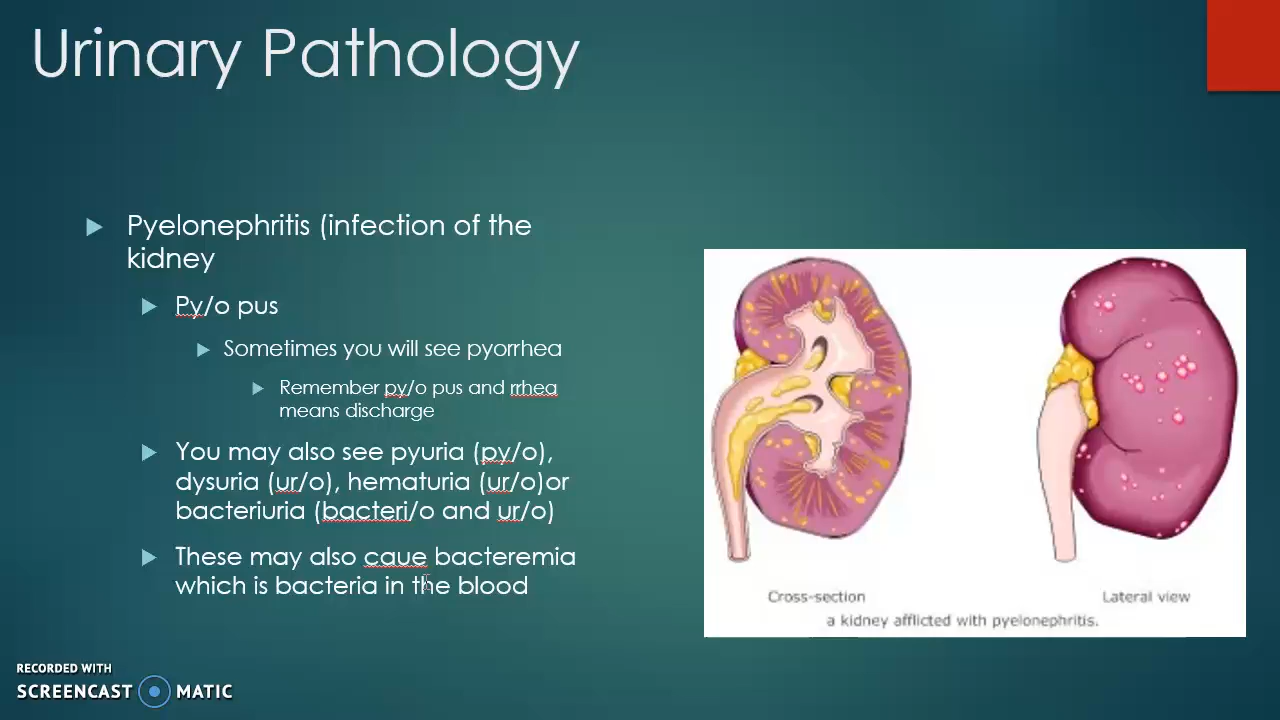 Urinary Pathology
Pyelonephritis (infection of the
kidney
Py/o pus
Sometimes you will see pyorrhea
Remember py/o pus and rrhea
means discharge
You may also see pyuria (py/o),
dysuria (ur/o), hematuria (ur/o)or
bacteriuria (bacteri/o and ur/o)
These may also caue bacteremia
which is bacteria in the blood
Cross-section
Lateral view
a kidney afflicted with pyelonephritis.
RECORDED WITH
SCREENCAST MATIC